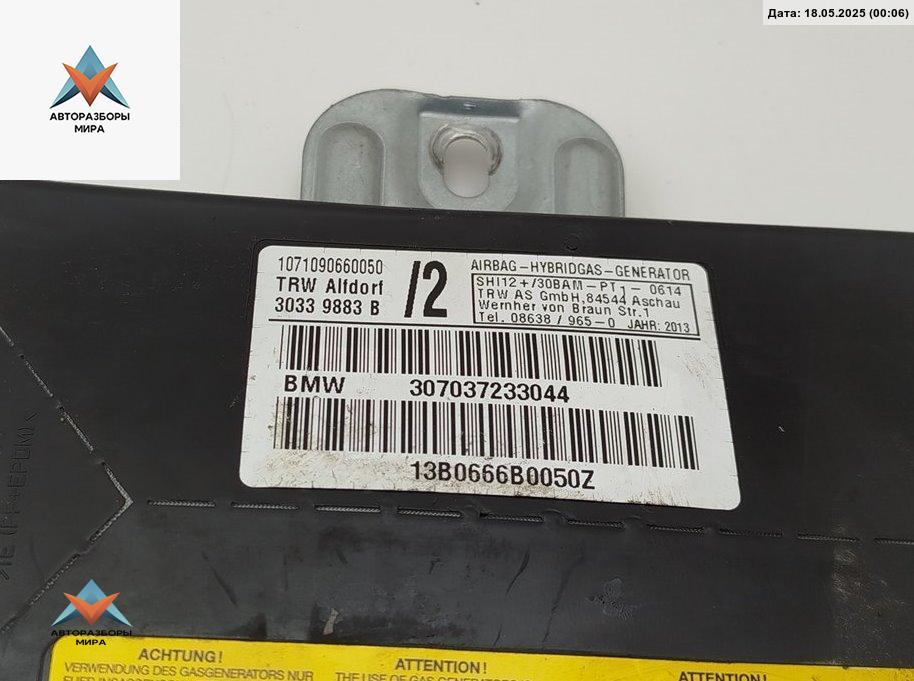 Дата: 18.05.2025 (00:06)
АВТОРАЗБОРЫ
МИРА
1071090660050
TRW Alfdorf
3033 9883 B
/2
AIRBAG-HYBRIDGAS-GENERATOR
SHI12+/30BAM-PT1- 0614
TRW AS GmbH, 84544 Aschau
Wernher von Braun Str.1
Tel. 08638 / 965-0 JAHR: 2013
BMW 307037233044
13B0666B0050Z
АВТОРАЗБОРЫ
МИРА
ACHTUNG!
VERWENDUNG DES GASGENERATORS NUR
ATTENTION!
THE USE OF GAS GENERATORS
ATTENTION!